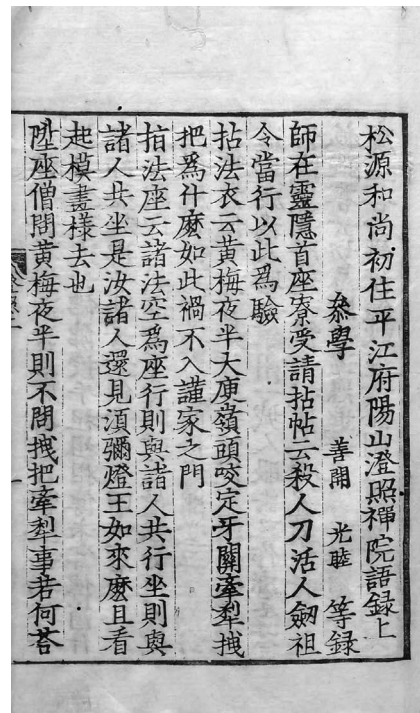 松源和尚初住平江府陽山澄照禪院語録上
叅學 善開 光睦 等録
師在靈隱首座寮受請拈帖云殺人刀活人劒祖
令當行以此爲驗
拈法衣云黃梅夜半大庾嶺頭咬定牙關牽犁拽
把爲什麽如此禍不入謹家之門
指法座云諸法空爲座行則與諸人共行坐則與
諸人共坐是汝諸人還見須彌燈王如來麽且看
起模畫樣去也
陞座僧問黃梅夜半則不問拽把牽犁事若何荅